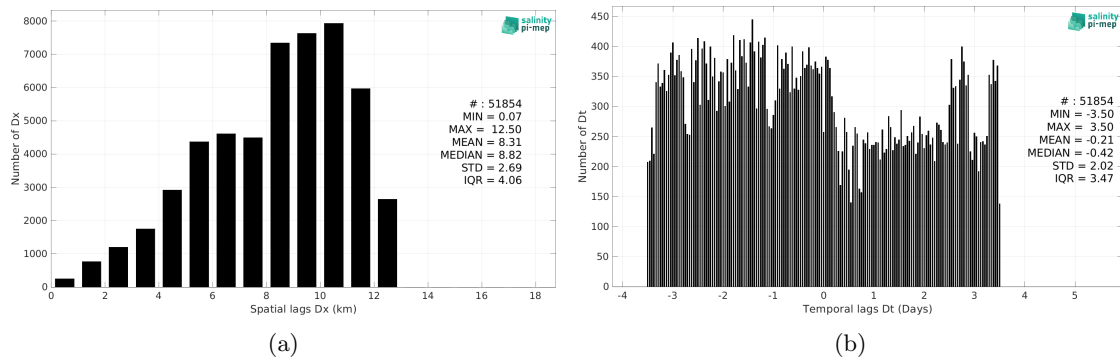 8000
7000
6000
5000
4000
3000
2000
1000
0
Number of Dx
0 2 4 6 8 10 12 14 16 18
Spatial lags Dx (km)
salinity
pi-mep
# : 51854
MIN = 0.07
MAX = 12.50
MEAN = 8.31
MEDIAN = 8.82
STD = 2.69
IQR = 4.06
(a)
450
400
350
300
250
200
150
100
50
0
Number of Dt
-4 -3 -2 -1 0 1 2 3 4 5
Temporal lags Dt (Days)
salinity
pi-mep
# : 51854
MIN = -3.50
MAX = 3.50
MEAN = -0.21
MEDIAN = -0.42
STD = 2.02
IQR = 3.47
(b)